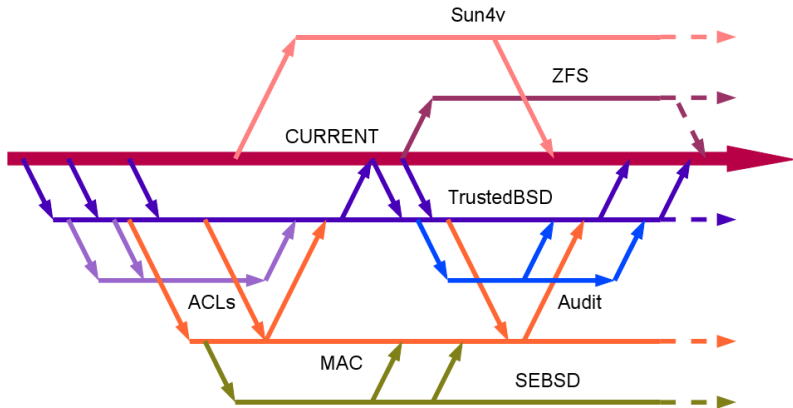 Sun4v
ZFS
CURRENT
TrustedBSD
ACLs
Audit
MAC
SEBSD